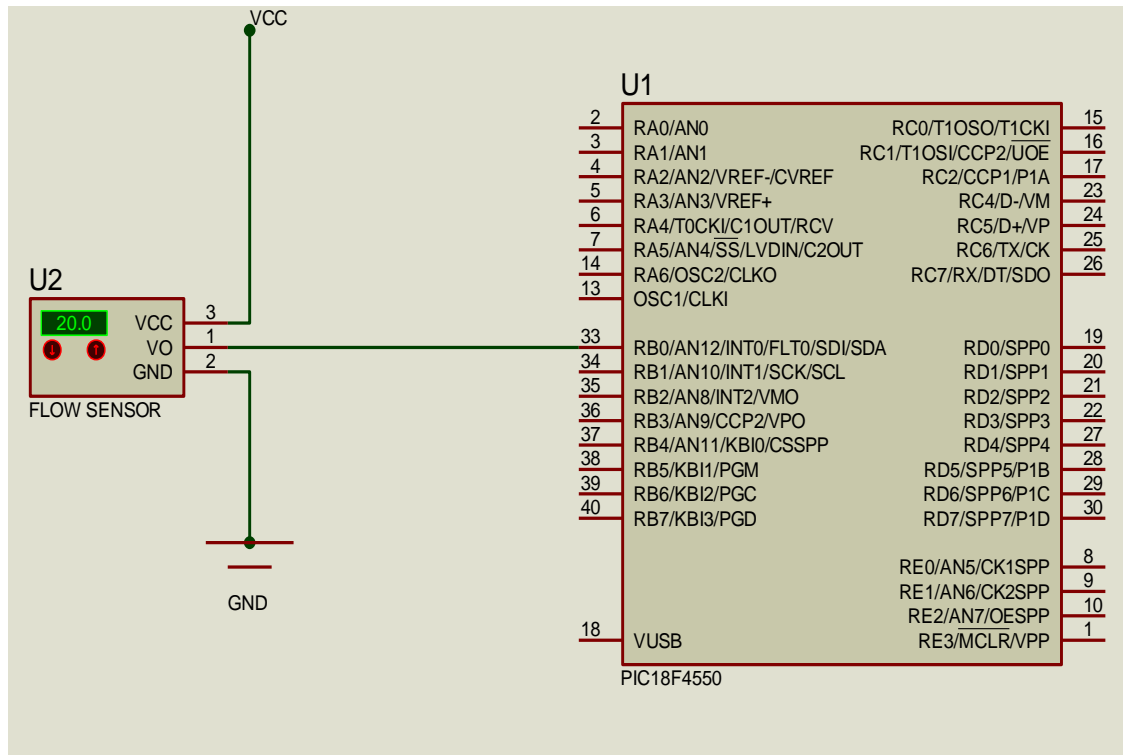 VCC
U1
2 RA0/AN0 RC0/T1OSO/T1CKI 15
3 RA1/AN1 RC1/T1OSI/CCP2/UOE 16
4 RA2/AN2/VREF-/CVREF RC2/CCP1/P1A 17
5 RA3/AN3/VREF+ RC4/D-/VM 23
6 RA4/T0CKI/C1OUT/RCV RC5/D+/VP 24
7 RA5/AN4/SS/LVDIN/C2OUT RC6/TX/CK 25
14 RA6/OSC2/CLKO RC7/RX/DT/SDO 26
13 OSC1/CLKI
U2
20.0 VCC 3
VO 1
GND 2
FLOW SENSOR
33 RB0/AN12/INT0/FLT0/SDI/SDA RD0/SPP0 19
34 RB1/AN10/INT1/SCK/SCL RD1/SPP1 20
35 RB2/AN8/INT2/VMO RD2/SPP2 21
36 RB3/AN9/CCP2/VPO RD3/SPP3 22
37 RB4/AN11/KBI0/CSSPP RD4/SPP4 27
38 RB5/KBI1/PGM RD5/SPP5/P1B 28
39 RB6/KBI2/PGC RD6/SPP6/P1C 29
40 RB7/KBI3/PGD RD7/SPP7/P1D 30
RE0/AN5/CK1SPP 8
RE1/AN6/CK2SPP 9
RE2/AN7/OESPP 10
18 VUSB RE3/MCLR/VPP 1
GND
PIC18F4550